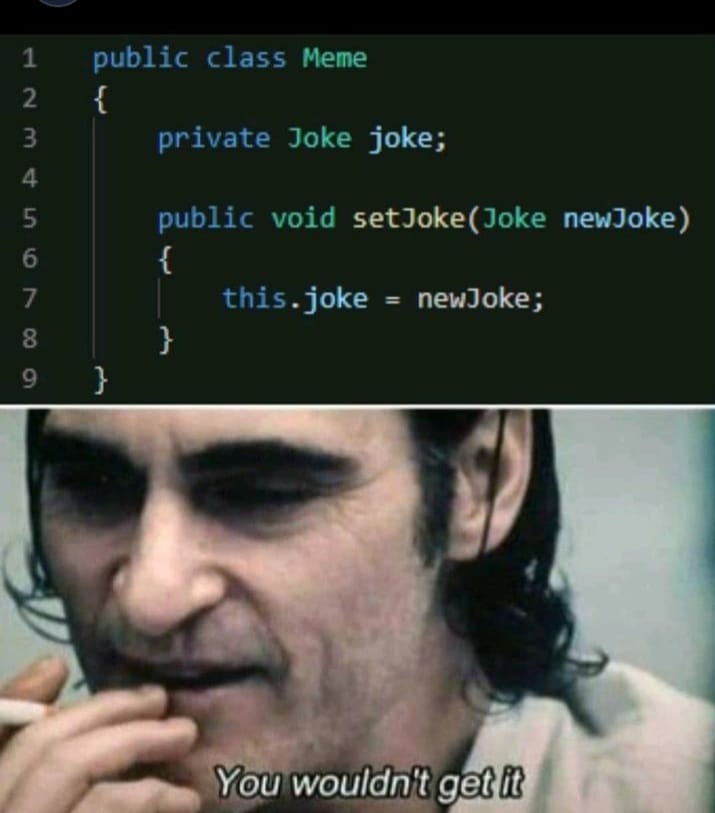 1 public class Meme
2 {
3 private Joke joke;
4
5 public void setJoke(Joke newJoke)
6 {
7 this.joke = newJoke;
8 }
9 }
You wouldn't get it